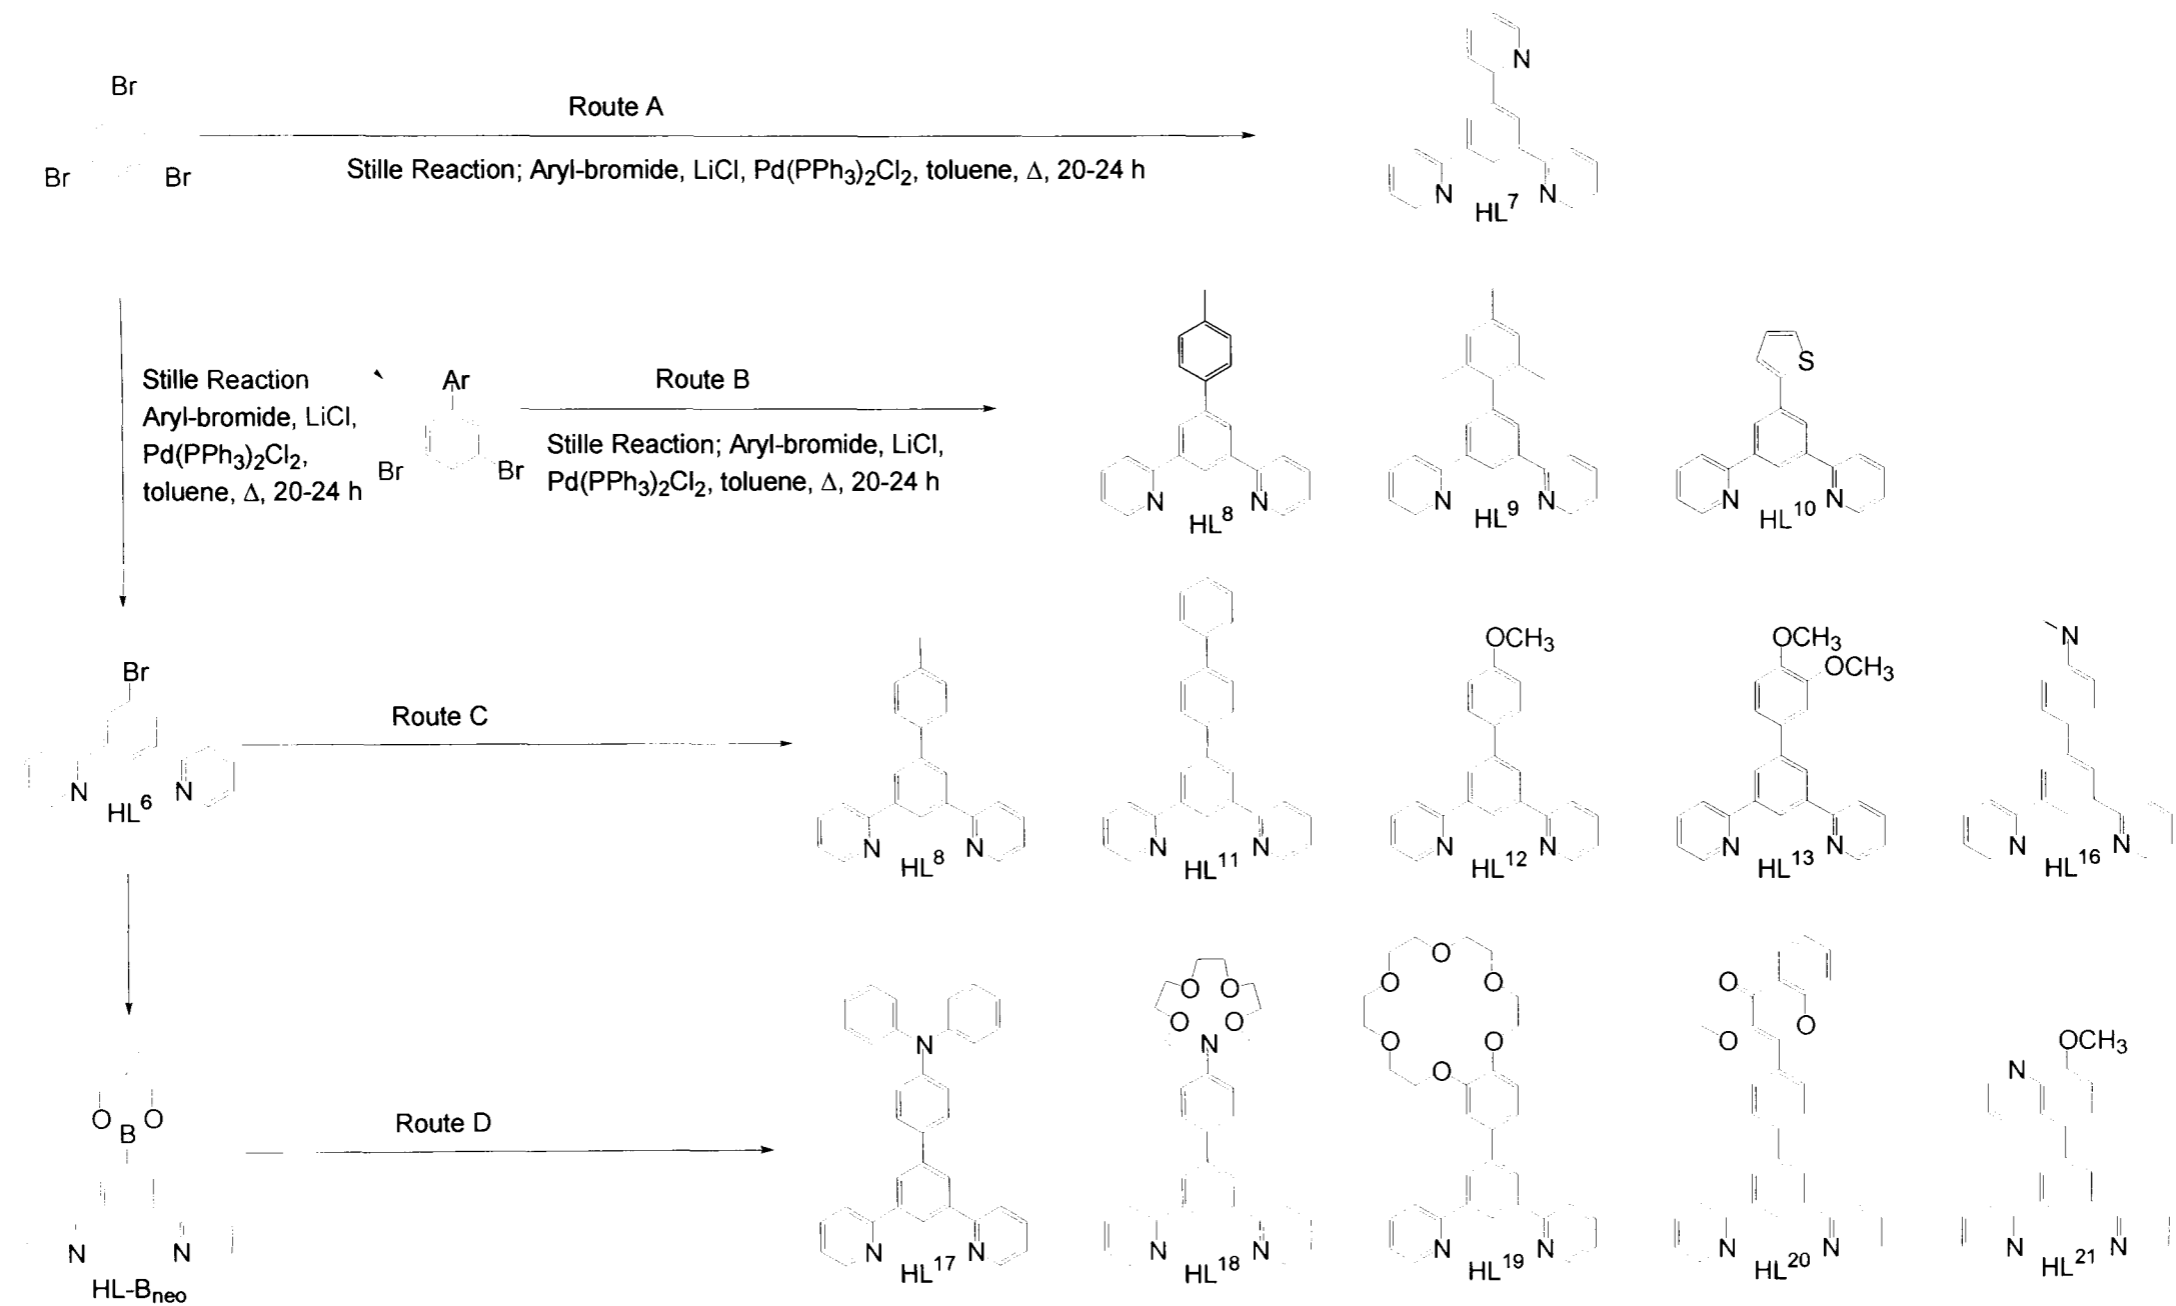 Br
Br
Br
Route A
Stille Reaction; Aryl-bromide, LiCl, Pd(PPh₃)₂Cl₂, toluene, Δ, 20-24 h
N
N
N
HL⁷
Stille Reaction
Aryl-bromide, LiCl,
Pd(PPh₃)₂Cl₂,
toluene, Δ, 20-24 h
Ar
Br
Br
Route B
Stille Reaction; Aryl-bromide, LiCl,
Pd(PPh₃)₂Cl₂, toluene, Δ, 20-24 h
N
N
HL⁸
N
N
HL⁹
S
N
N
HL¹⁰
Br
N
N
HL⁶
Route C
N
N
HL⁸
N
N
HL¹¹
OCH₃
N
N
HL¹²
OCH₃
OCH₃
N
N
HL¹³
N
N
N
HL¹⁶
O
O
B
N
N
HL-Bₙₑₒ
Route D
N
N
N
HL¹⁷
O
O
O
O
N
N
N
HL¹⁸
O
O
O
O
O
O
N
N
HL¹⁹
O
O
O
N
N
HL²⁰
OCH₃
N
N
N
HL²¹